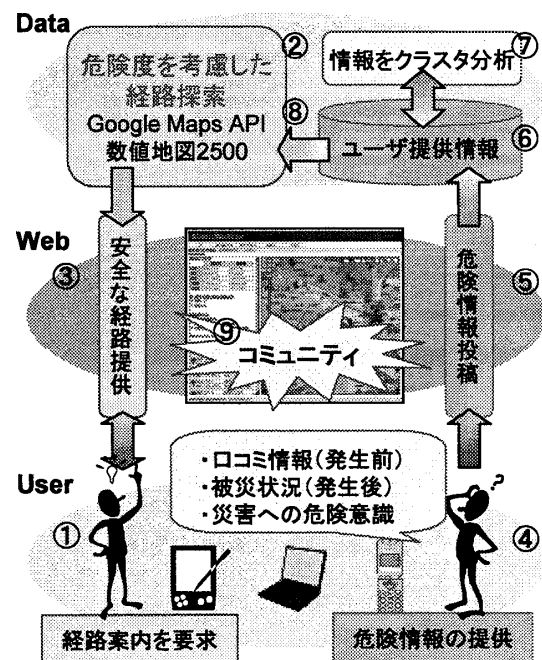 Data
②
危険度を考慮した
経路探索
Google Maps API
数値地図2500
⑦
情報をクラスタ分析
⑧
⑥
ユーザ提供情報
Web
③
安全な経路提供
⑨
コミュニティ
⑤
危険情報投稿
User
・口コミ情報(発生前)
・被災状況(発生後)
・災害への危険意識
?
①
④
経路案内を要求
危険情報の提供